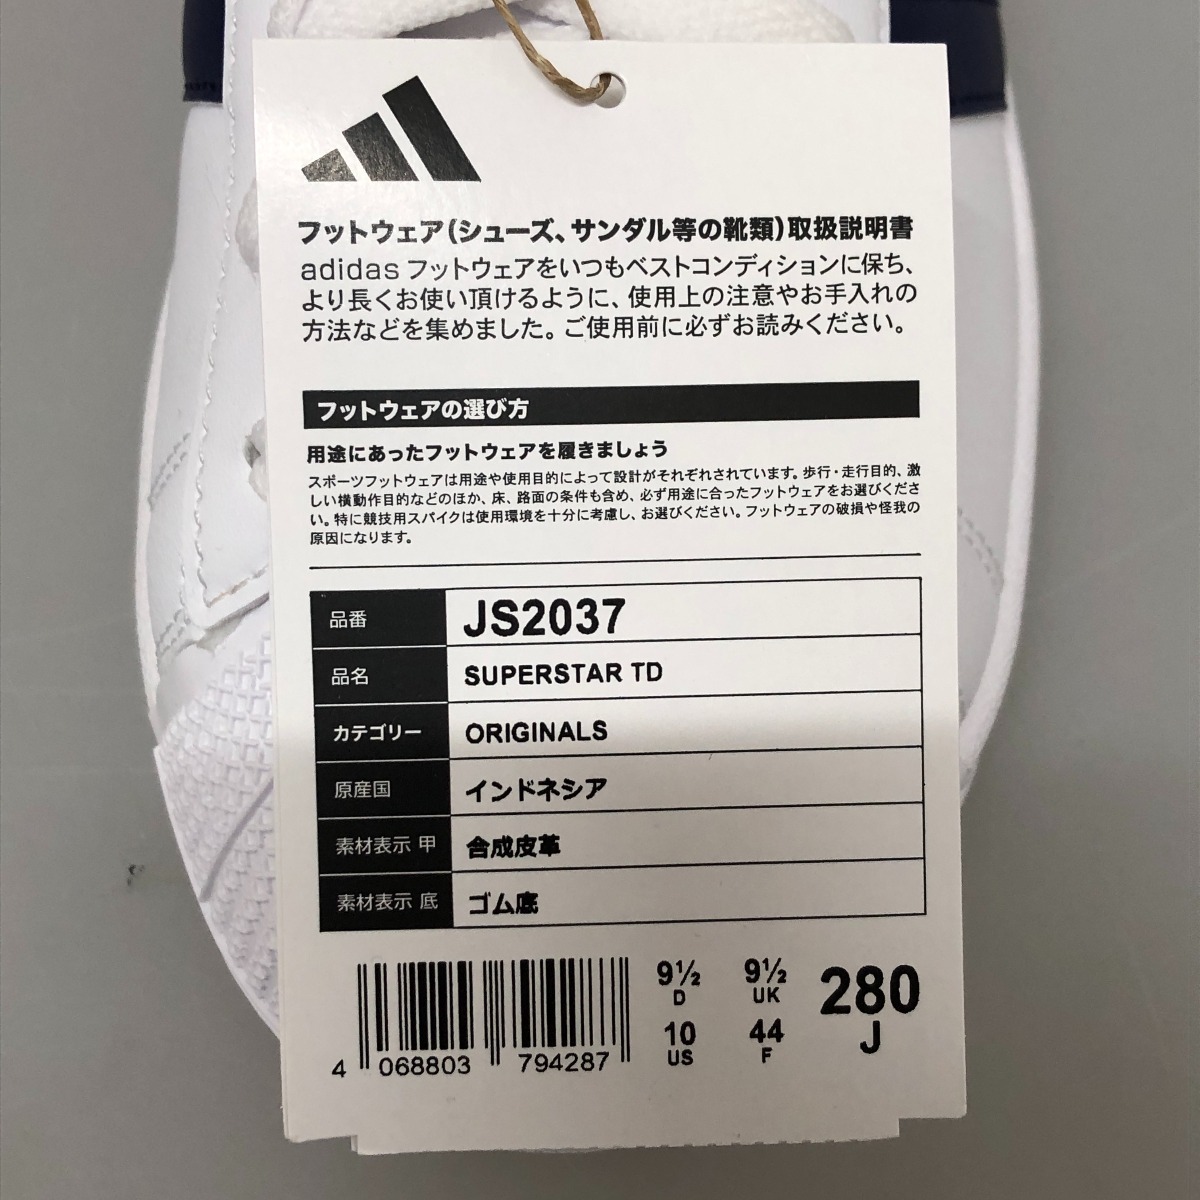 フットウェア(シューズ、サンダル等の靴類)取扱説明書
adidas フットウェアをいつもベストコンディションに保ち、
より長くお使い頂けるように、使用上の注意やお手入れの
方法などを集めました。ご使用前に必ずお読みください。
フットウェアの選び方
用途にあったフットウェアを履きましょう
スポーツフットウェアは用途や使用目的によって設計がそれぞれされています。歩行・走行目的、激
しい横動作目的などのほか、床、路面の条件も含め、必ず用途に合ったフットウェアをお選びくださ
い。特に競技用スパイクは使用環境を十分に考慮し、お選びください。フットウェアの破損や怪我の
原因になります。
品番 JS2037
品名 SUPERSTAR TD
カテゴリー ORIGINALS
原産国 インドネシア
素材表示 甲 合成皮革
素材表示 底 ゴム底
9½ 9½ 280
D UK J
10 44
US F
4 068803 794287